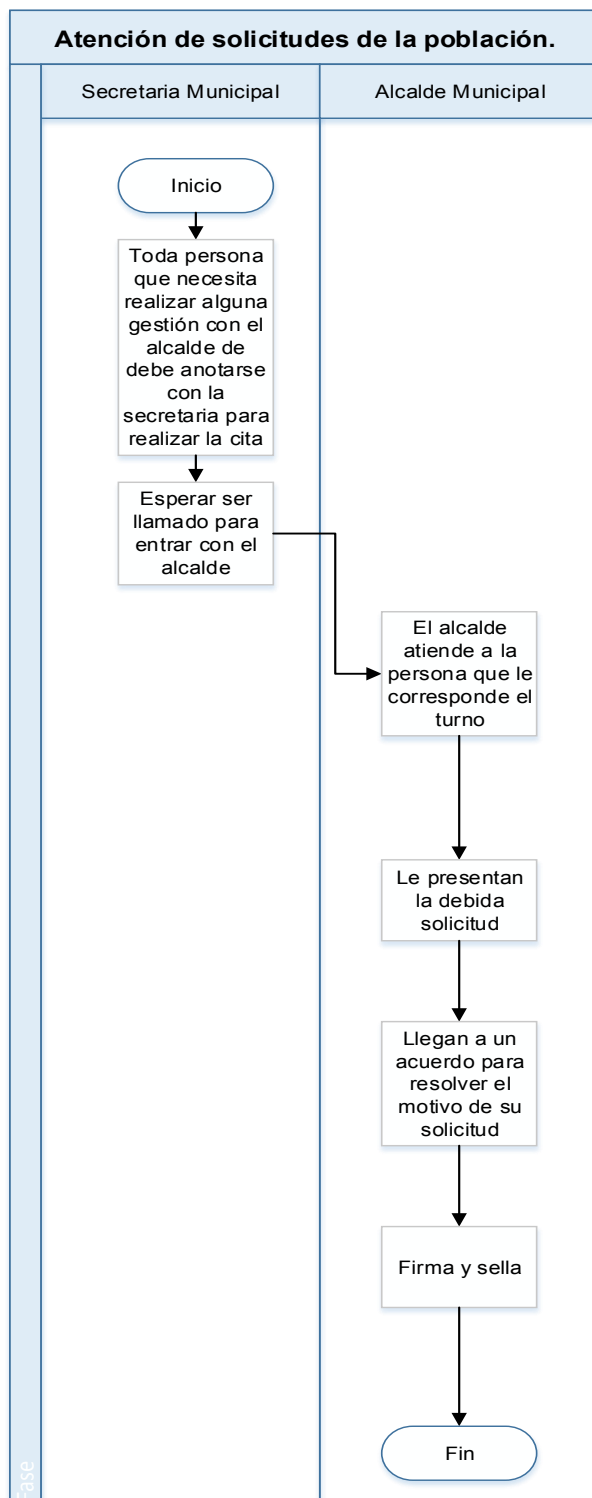 Atención de solicitudes de la población.
Secretaria Municipal
Alcalde Municipal
Inicio
Toda persona
que necesita
realizar alguna
gestión con el
alcalde de
debe anotarse
con la
secretaria para
realizar la cita
Esperar ser
llamado para
entrar con el
alcalde
El alcalde
atiende a la
persona que le
corresponde el
turno
Le presentan
la debida
solicitud
Llegan a un
acuerdo para
resolver el
motivo de su
solicitud
Firma y sella
Fin
Fase